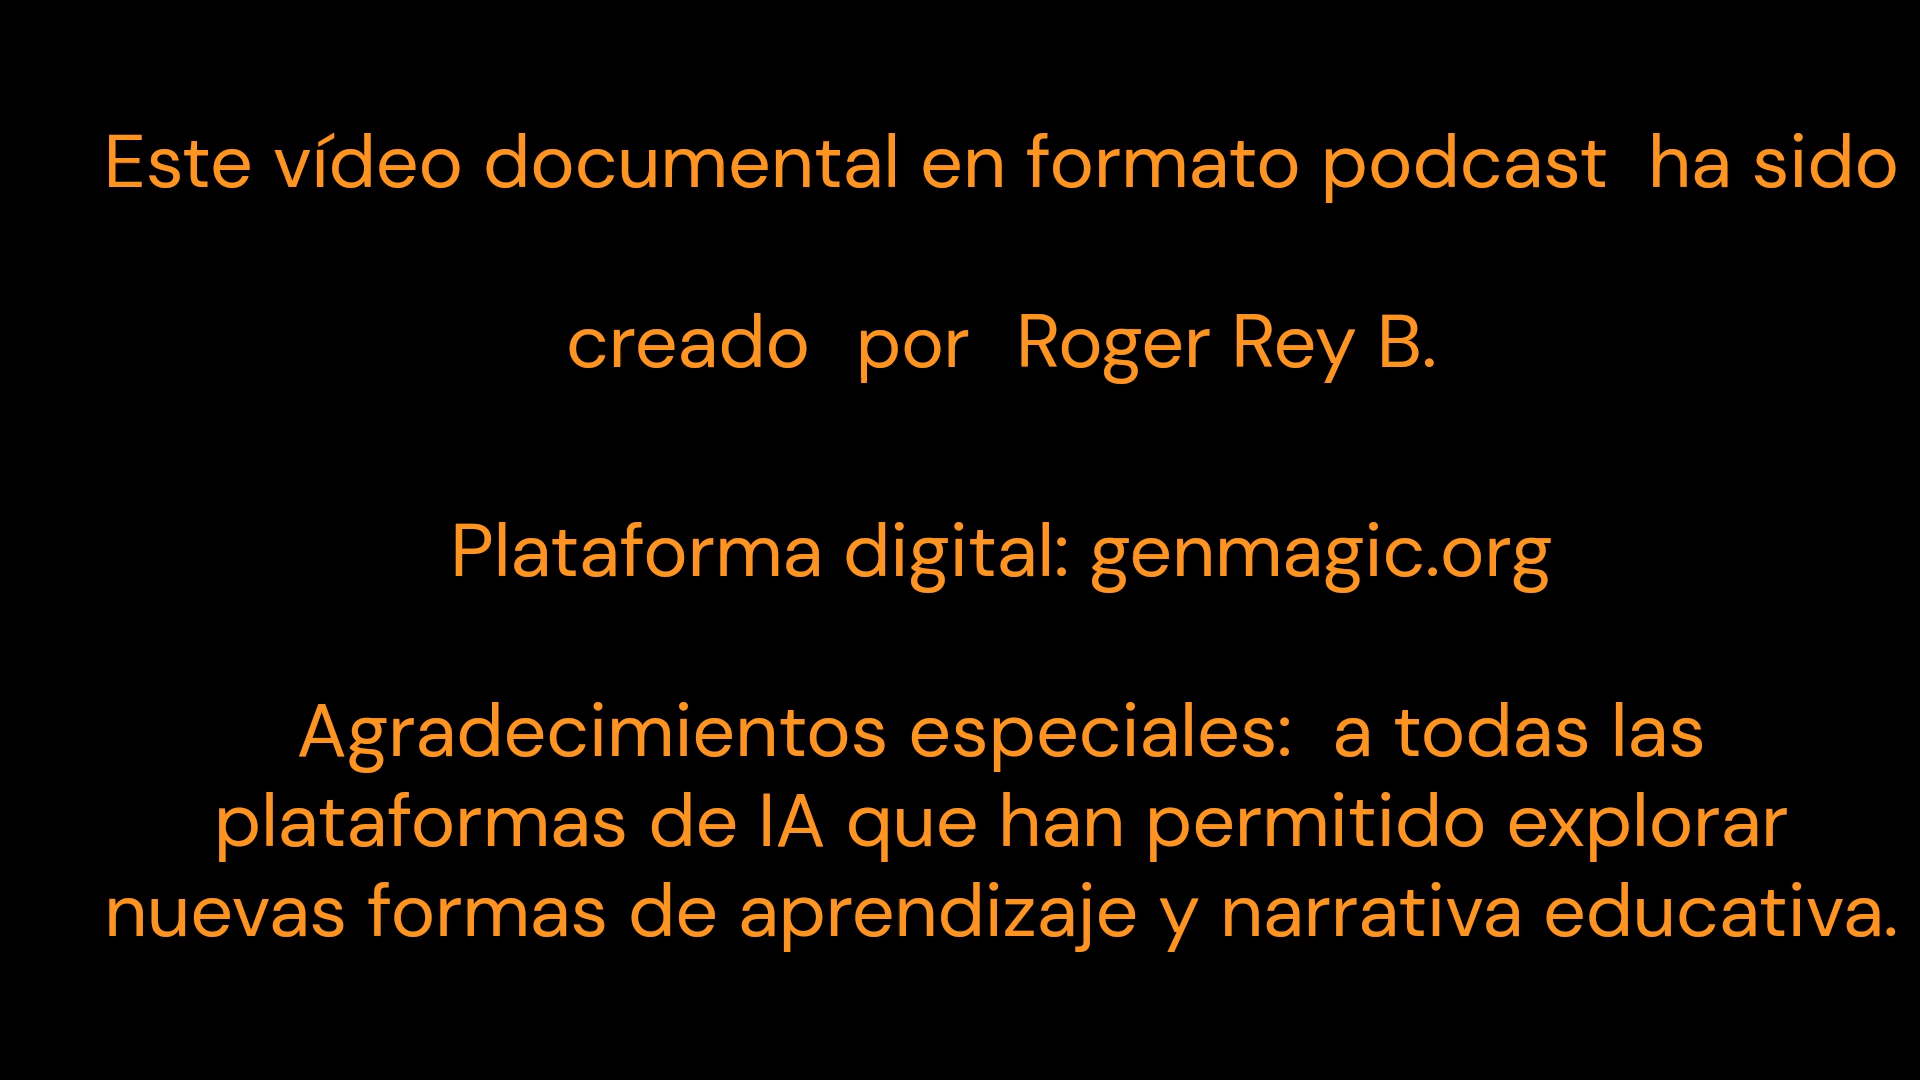 Este vídeo documental en formato podcast  ha sido
creado  por  Roger Rey B.
Plataforma digital: genmagic.org
Agradecimientos especiales:  a todas las
plataformas de IA que han permitido explorar
nuevas formas de aprendizaje y narrativa educativa.